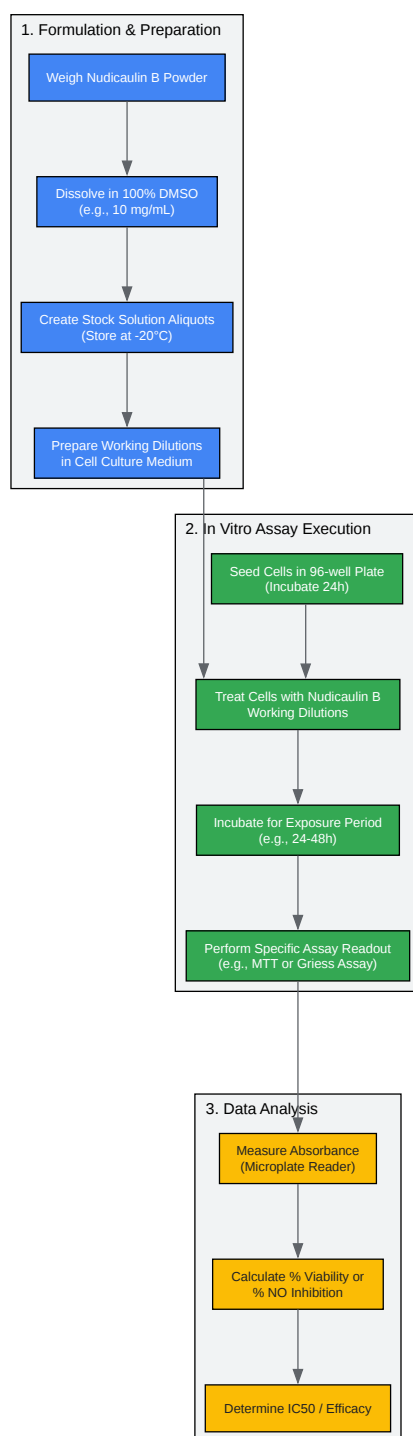 1. Formulation & Preparation
Weigh Nudicaulin B Powder
Dissolve in 100% DMSO
(e.g., 10 mg/mL)
Create Stock Solution Aliquots
(Store at -20°C)
Prepare Working Dilutions
in Cell Culture Medium
2. In Vitro Assay Execution
Seed Cells in 96-well Plate
(Incubate 24h)
Treat Cells with Nudicaulin B
Working Dilutions
Incubate for Exposure Period
(e.g., 24-48h)
Perform Specific Assay Readout
(e.g., MTT or Griess Assay)
3. Data Analysis
Measure Absorbance
(Microplate Reader)
Calculate % Viability or
% NO Inhibition
Determine IC50 / Efficacy